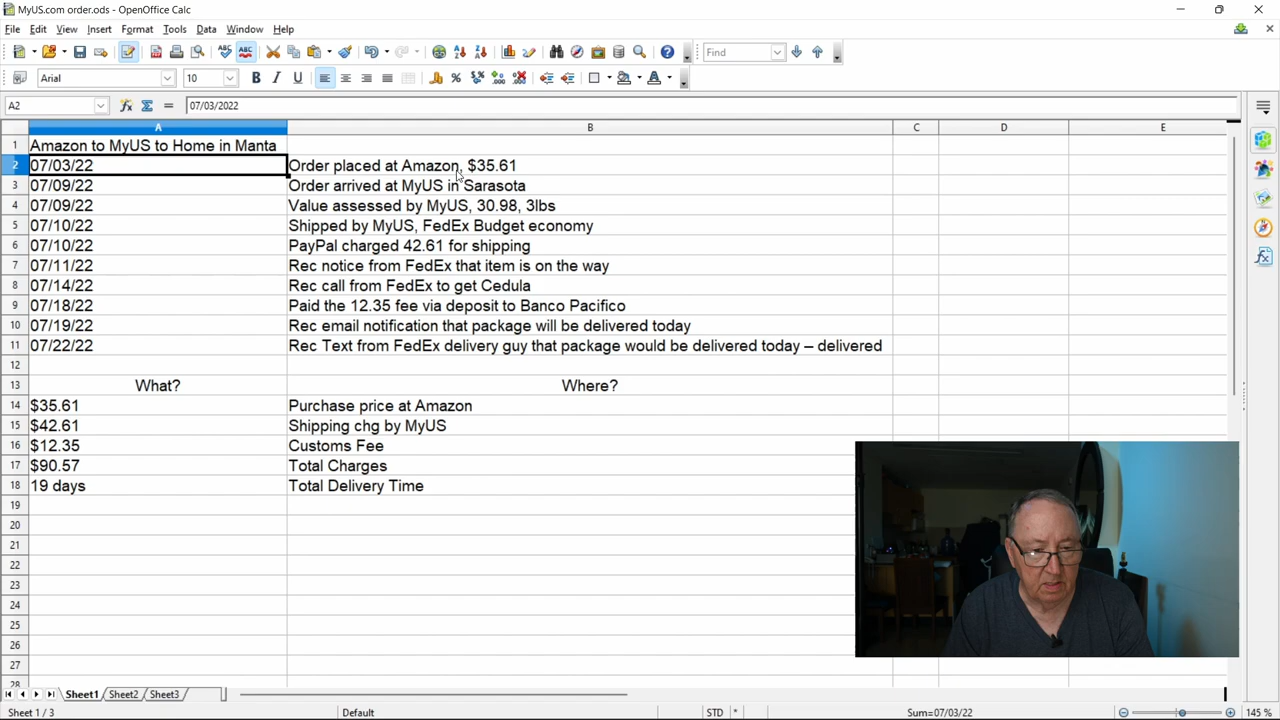 MyUS.com order.ods - OpenOffice Calc
File Edit View Insert Format Tools Data Window Help
Find
Arial 10
A2 07/03/2022
A B C D E
1 Amazon to MyUS to Home in Manta
2 07/03/22 Order placed at Amazon, $35.61
3 07/09/22 Order arrived at MyUS in Sarasota
4 07/09/22 Value assessed by MyUS, 30.98, 3lbs
5 07/10/22 Shipped by MyUS, FedEx Budget economy
6 07/10/22 PayPal charged 42.61 for shipping
7 07/11/22 Rec notice from FedEx that item is on the way
8 07/14/22 Rec call from FedEx to get Cedula
9 07/18/22 Paid the 12.35 fee via deposit to Banco Pacifico
10 07/19/22 Rec email notification that package will be delivered today
11 07/22/22 Rec Text from FedEx delivery guy that package would be delivered today – delivered
12
13 What? Where?
14 $35.61 Purchase price at Amazon
15 $42.61 Shipping chg by MyUS
16 $12.35 Customs Fee
17 $90.57 Total Charges
18 19 days Total Delivery Time
19
20
21
22
23
24
25
26
27
28
Sheet1 Sheet2 Sheet3
Sheet 1 / 3 Default STD * Sum=07/03/22 145 %